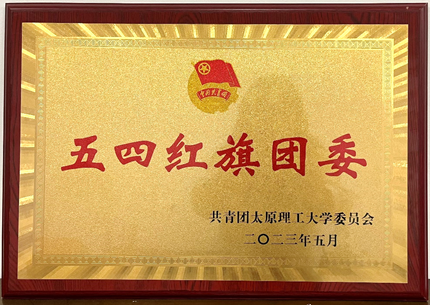 中国共青团
五四红旗团委
共青团太原理工大学委员会
二〇二三年五月